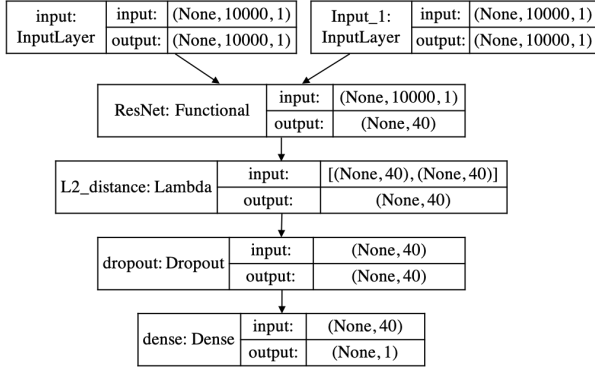 input: InputLayer
input: (None, 10000, 1)
output: (None, 10000, 1)
Input_1: InputLayer
input: (None, 10000, 1)
output: (None, 10000, 1)
ResNet: Functional
input: (None, 10000, 1)
output: (None, 40)
L2_distance: Lambda
input: [(None, 40), (None, 40)]
output: (None, 40)
dropout: Dropout
input: (None, 40)
output: (None, 40)
dense: Dense
input: (None, 40)
output: (None, 1)